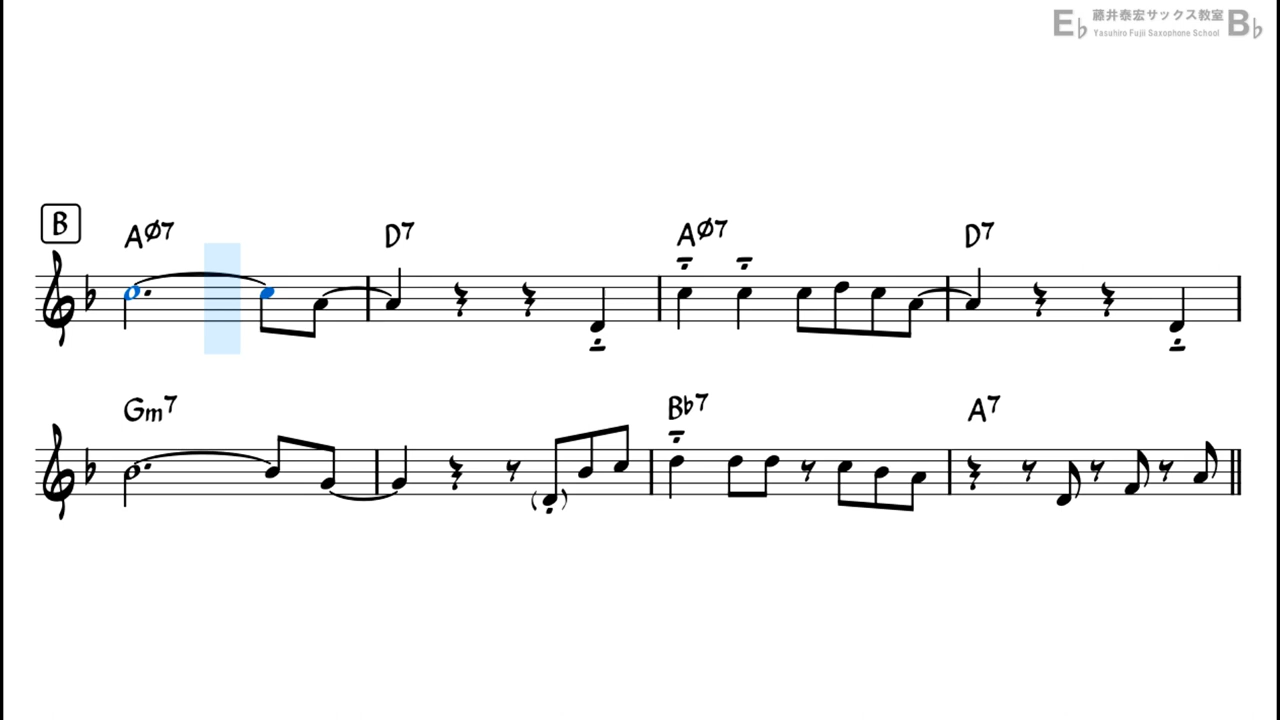 E♭ 藤井泰宏サックス教室 B♭
Yasuhiro Fujii Saxophone School
B
Aø7 D7 Aø7 D7
Gm7 B♭7 A7